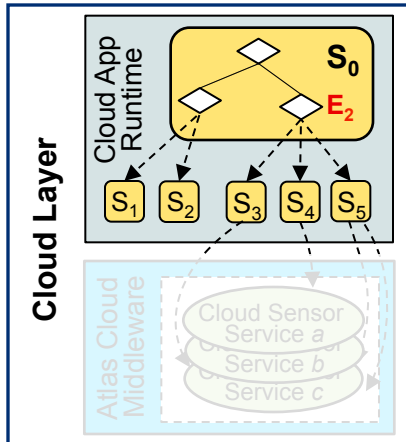 Cloud Layer
Cloud App
Runtime
S0
E2
S1
S2
S3
S4
S5
Atlas Cloud
Middleware
Cloud Sensor
Service a
Service b
Service c